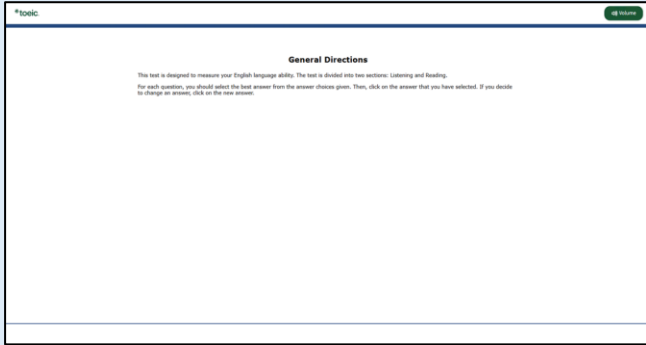 toeic.
Volume
General Directions
This test is designed to measure your English language ability. The test is divided into two sections: Listening and Reading.
For each question, you should select the best answer from the answer choices given. Then, click on the answer that you have selected. If you decide
to change an answer, click on the new answer.